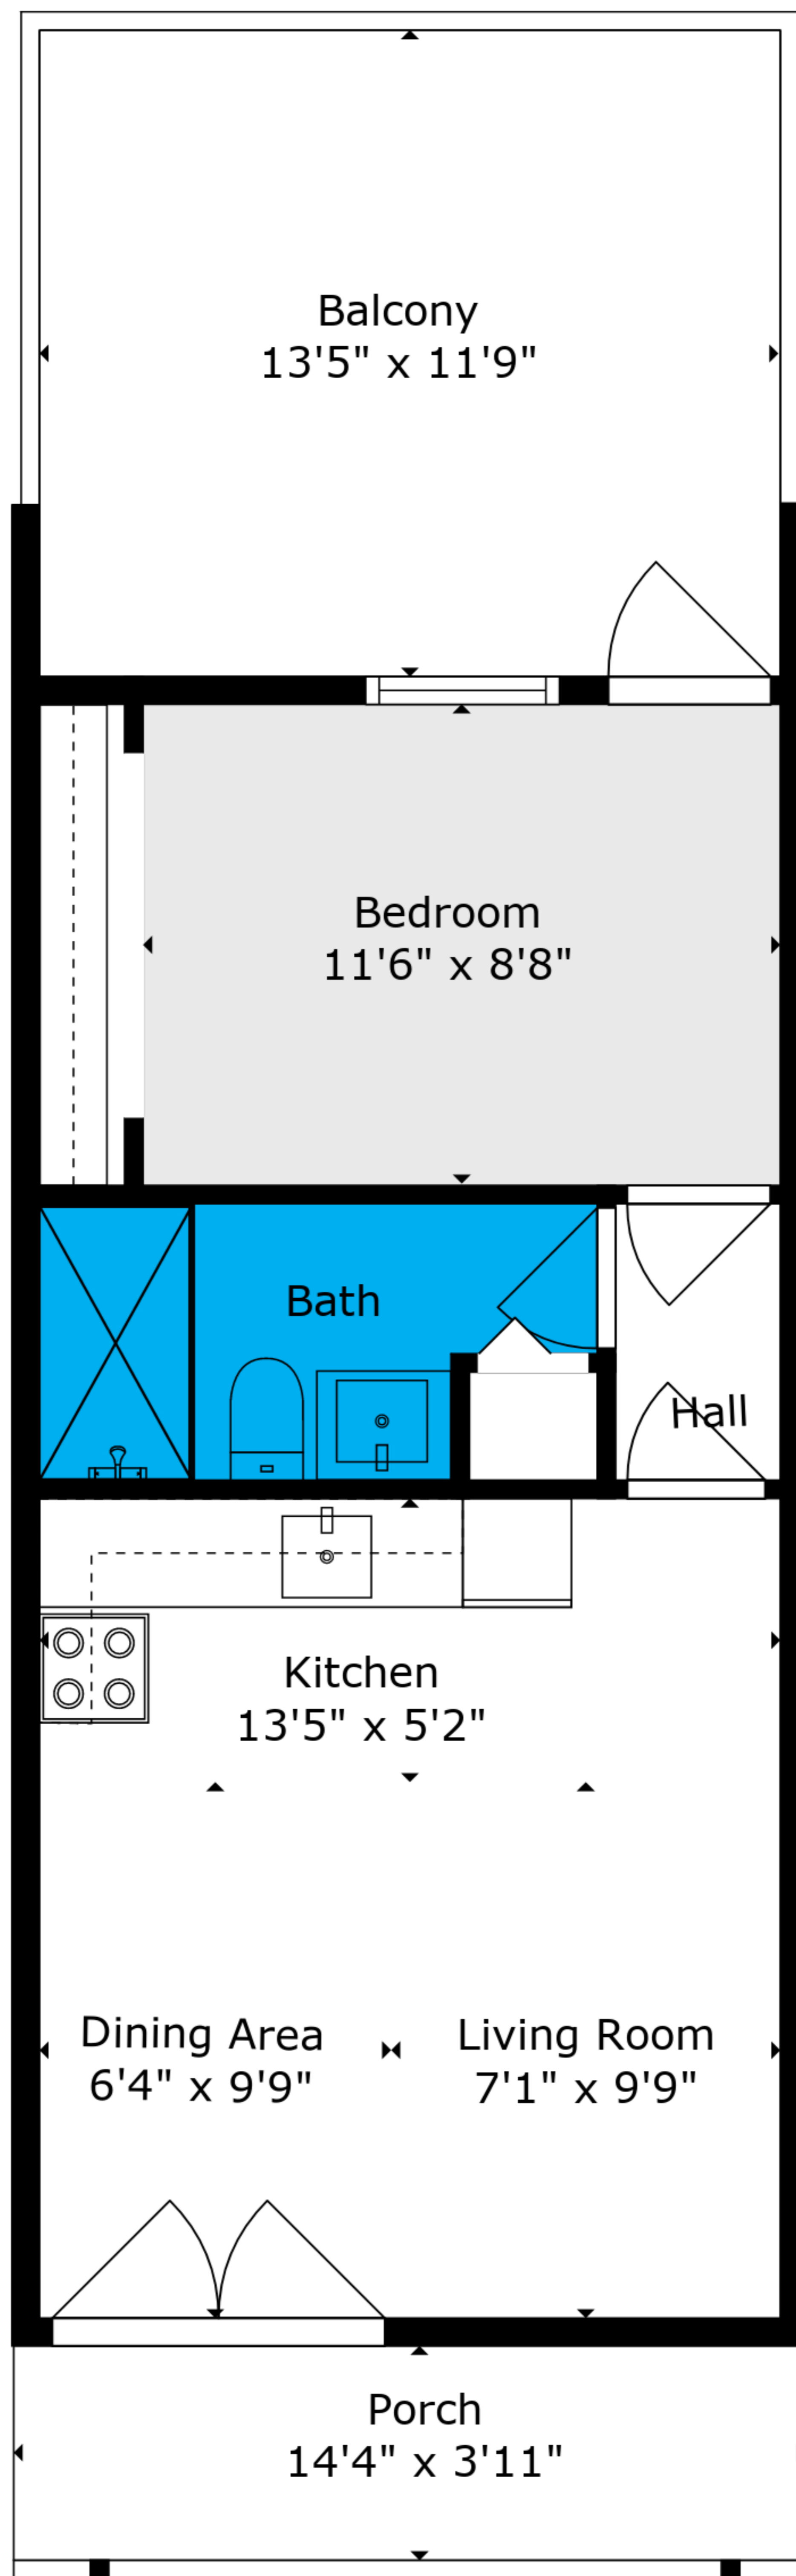 Balcony
13'5" x 11'9"
Bedroom
11'6" x 8'8"
Bath
Hall
Kitchen
13'5" x 5'2"
Dining Area
6'4" x 9'9"
Living Room
7'1" x 9'9"
Porch
14'4" x 3'11"